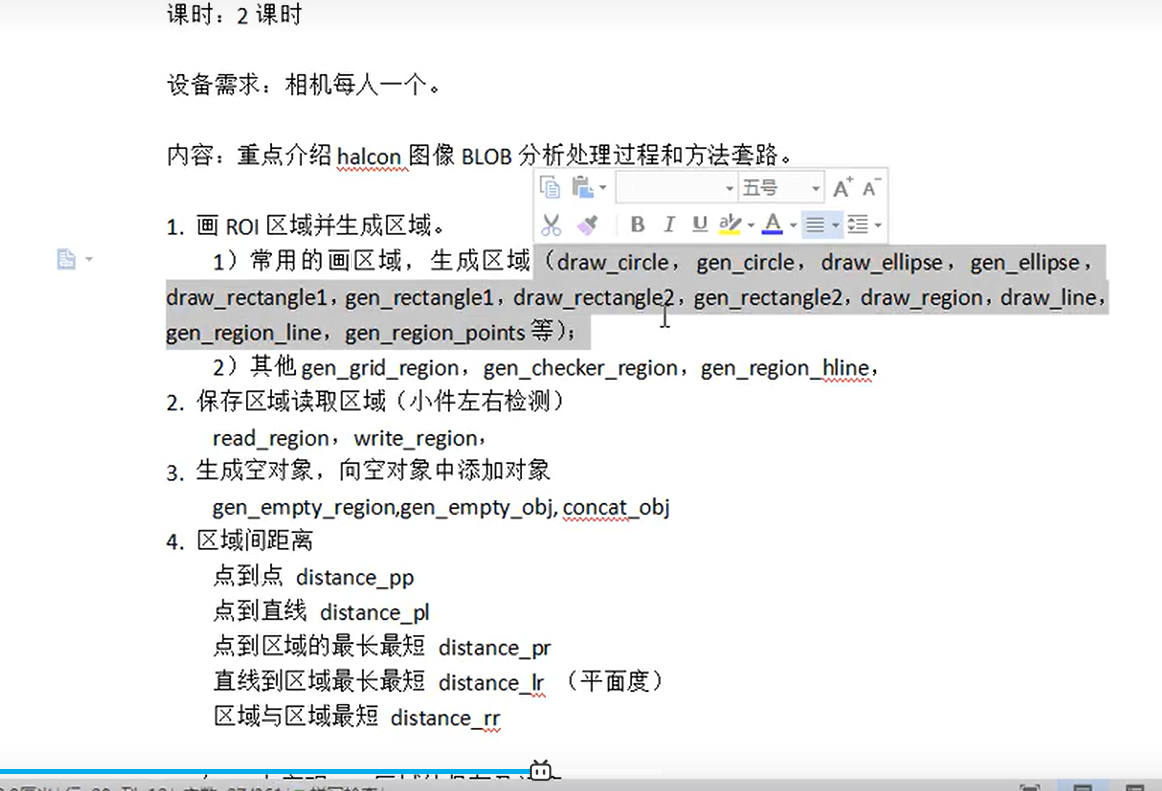 课时：2 课时
设备需求：相机每人一个。
内容：重点介绍 halcon 图像 BLOB 分析处理过程和方法套路。
五号
A+ A-
B I U A
1. 画 ROI 区域并生成区域。
1）常用的画区域，生成区域（draw_circle，gen_circle，draw_ellipse，gen_ellipse，
draw_rectangle1，gen_rectangle1，draw_rectangle2，gen_rectangle2，draw_region，draw_line，
gen_region_line，gen_region_points 等）；
2）其他 gen_grid_region，gen_checker_region，gen_region_hline，
2. 保存区域读取区域（小件左右检测）
read_region，write_region，
3. 生成空对象，向空对象中添加对象
gen_empty_region,gen_empty_obj, concat_obj
4. 区域间距离
点到点 distance_pp
点到直线 distance_pl
点到区域的最长最短 distance_pr
直线到区域最长最短 distance_lr （平面度）
区域与区域最短 distance_rr